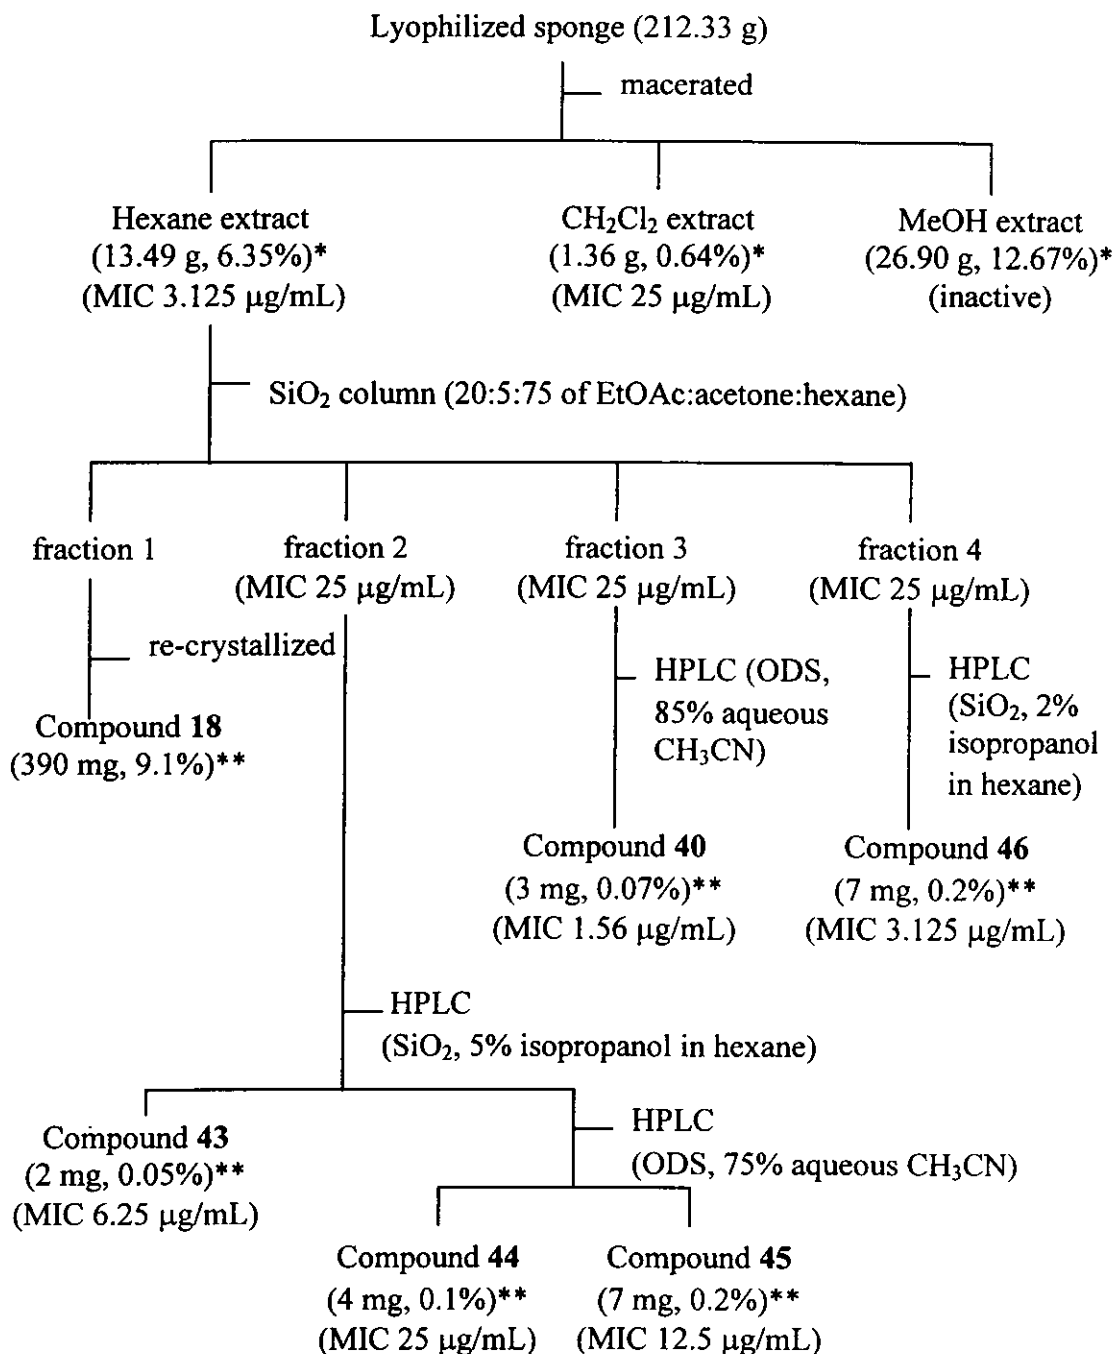 Lyophilized sponge (212.33 g)
macerated
Hexane extract
(13.49 g, 6.35%)*
(MIC 3.125 μg/mL)
CH₂Cl₂ extract
(1.36 g, 0.64%)*
(MIC 25 μg/mL)
MeOH extract
(26.90 g, 12.67%)*
(inactive)
SiO₂ column (20:5:75 of EtOAc:acetone:hexane)
fraction 1
fraction 2
(MIC 25 μg/mL)
fraction 3
(MIC 25 μg/mL)
fraction 4
(MIC 25 μg/mL)
re-crystallized
Compound 18
(390 mg, 9.1%)**
HPLC (ODS,
85% aqueous
CH₃CN)
HPLC
(SiO₂, 2%
isopropanol
in hexane)
Compound 40
(3 mg, 0.07%)**
(MIC 1.56 μg/mL)
Compound 46
(7 mg, 0.2%)**
(MIC 3.125 μg/mL)
HPLC
(SiO₂, 5% isopropanol in hexane)
Compound 43
(2 mg, 0.05%)**
(MIC 6.25 μg/mL)
HPLC
(ODS, 75% aqueous CH₃CN)
Compound 44
(4 mg, 0.1%)**
(MIC 25 μg/mL)
Compound 45
(7 mg, 0.2%)**
(MIC 12.5 μg/mL)